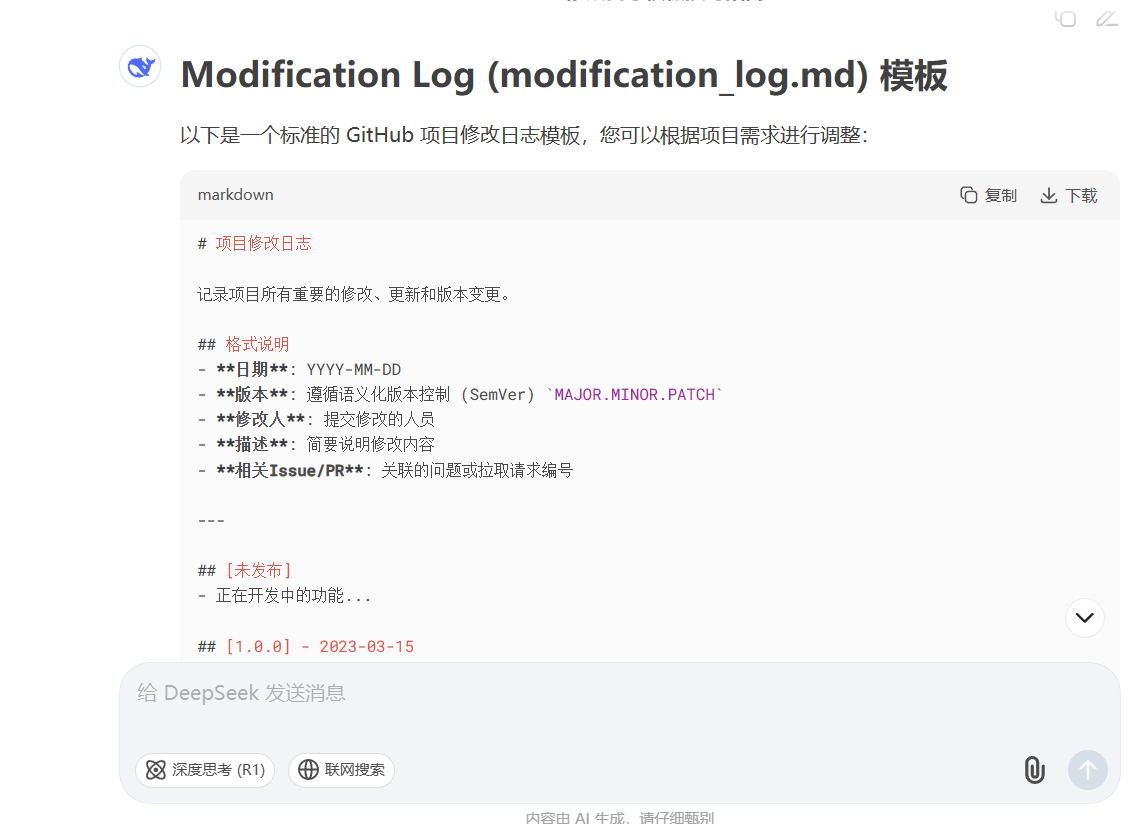 Modification Log (modification_log.md) 模板
以下是一个标准的 GitHub 项目修改日志模板，您可以根据项目需求进行调整：
markdown
复制
下载
# 项目修改日志
记录项目所有重要的修改、更新和版本变更。
## 格式说明
- **日期**: YYYY-MM-DD
- **版本**: 遵循语义化版本控制 (SemVer) `MAJOR.MINOR.PATCH`
- **修改人**: 提交修改的人员
- **描述**: 简要说明修改内容
- **相关Issue/PR**: 关联的问题或拉取请求编号
---
## [未发布]
- 正在开发中的功能...
## [1.0.0] - 2023-03-15
给 DeepSeek 发送消息
深度思考 (R1)
联网搜索
内容由 AI 生成，请仔细甄别